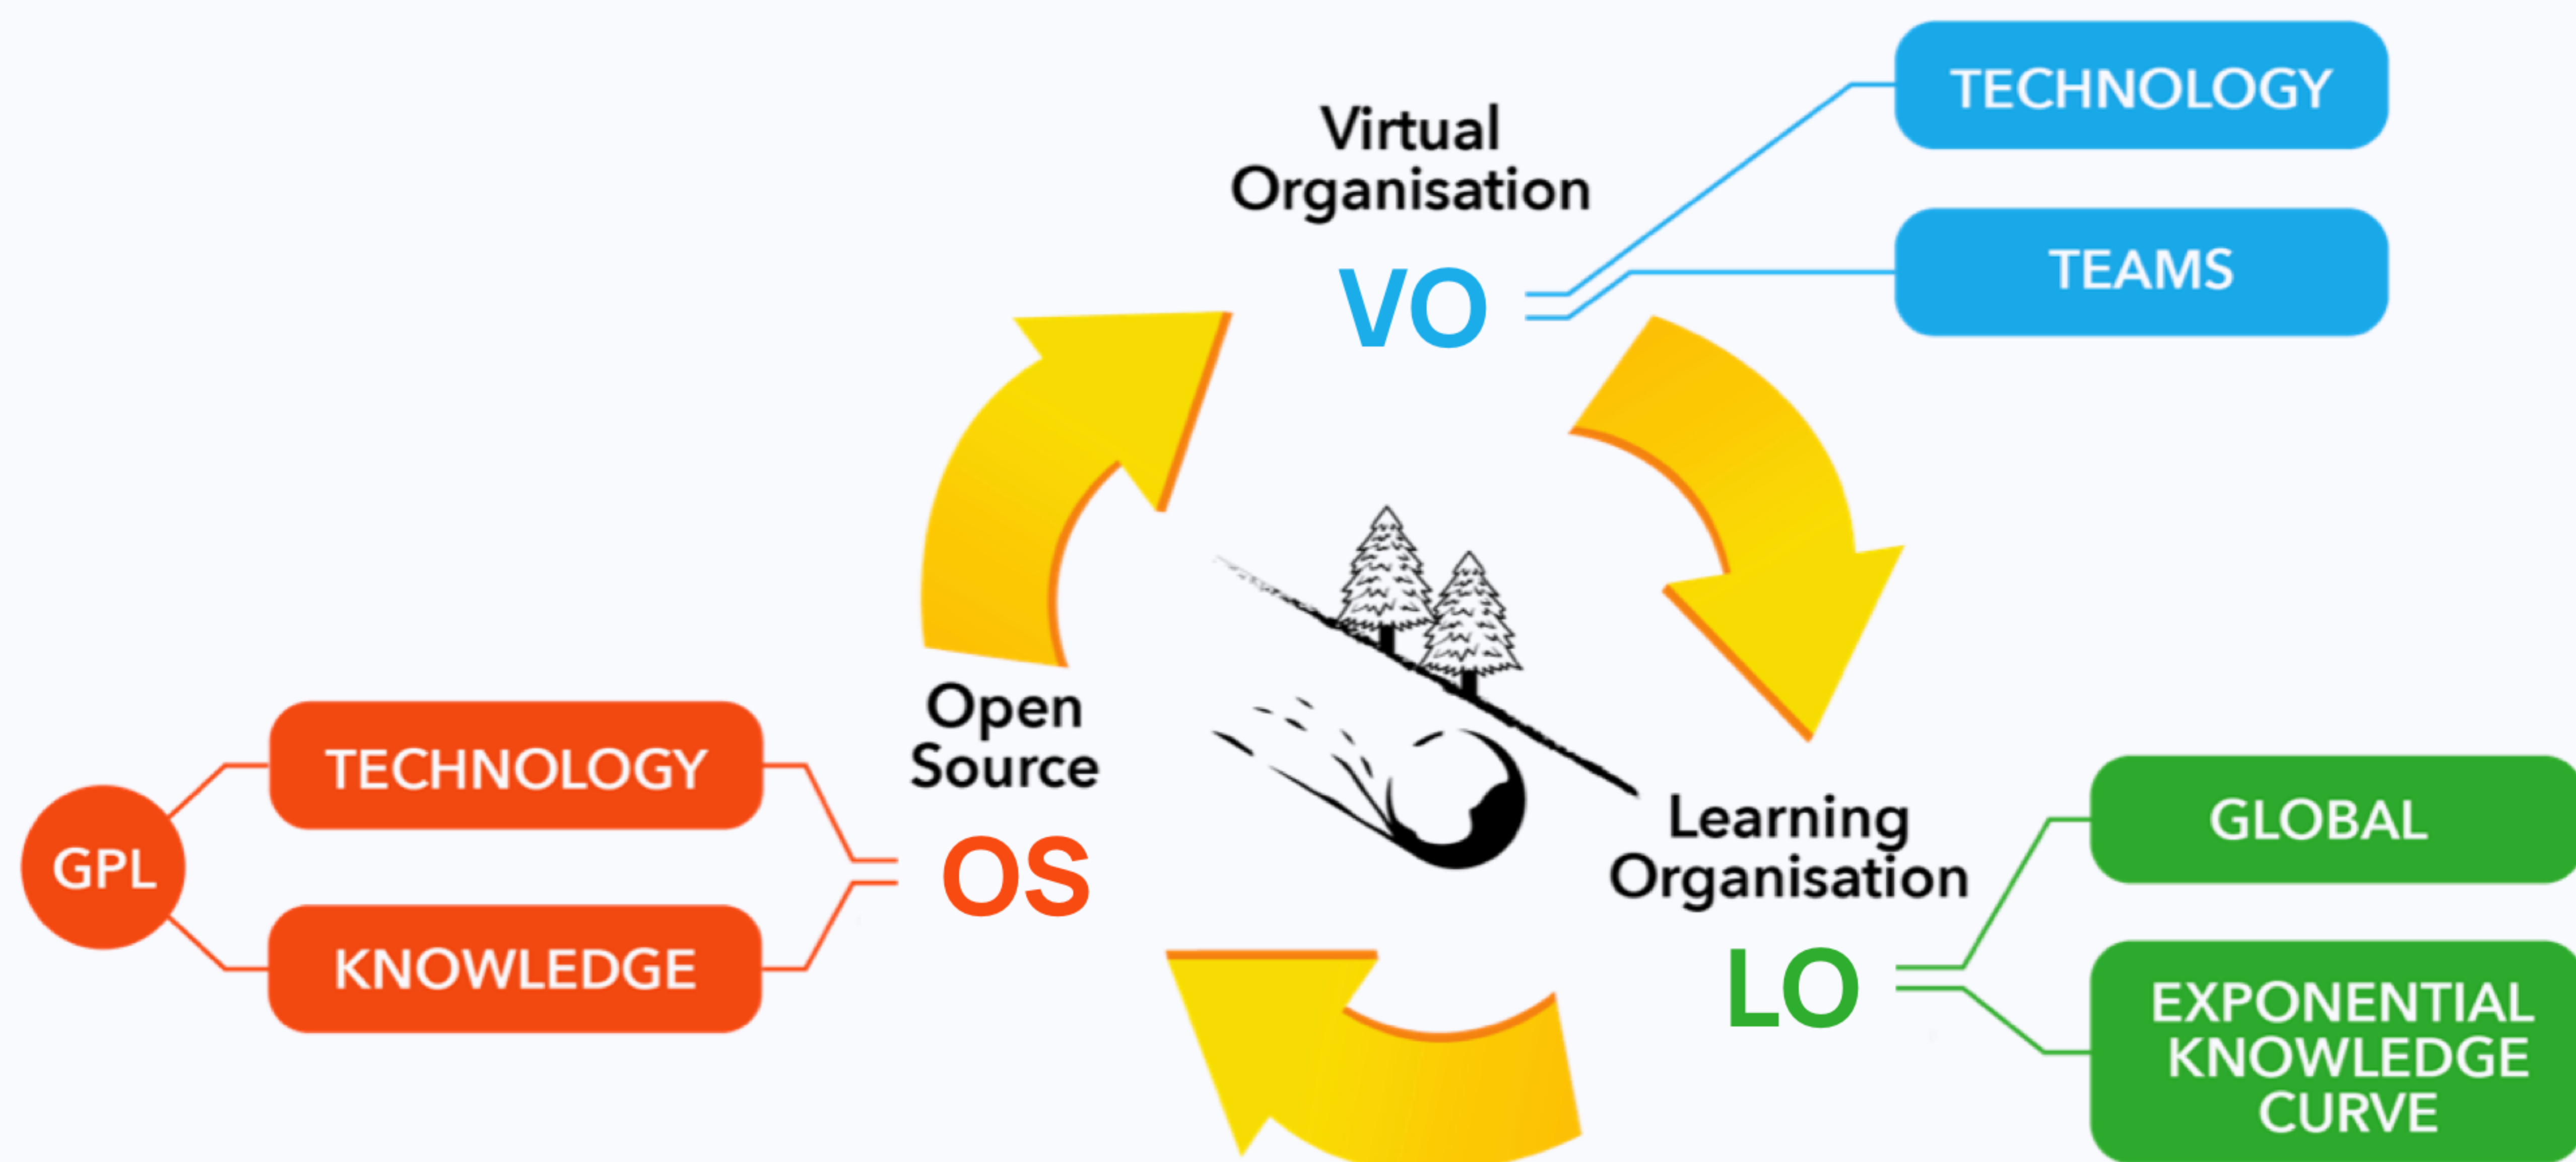 Virtual
Organisation
VO
TECHNOLOGY
TEAMS
Open
Source
OS
TECHNOLOGY
KNOWLEDGE
GPL
Learning
Organisation
LO
GLOBAL
EXPONENTIAL
KNOWLEDGE
CURVE